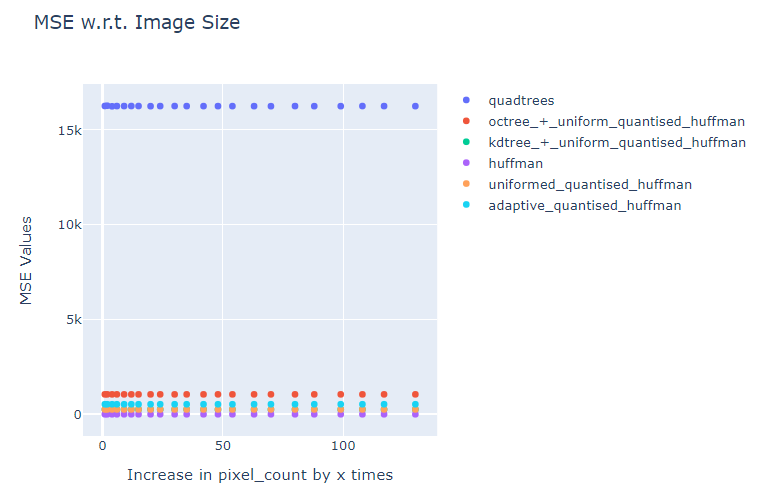 MSE w.r.t. Image Size
quadtrees
octree_+_uniform_quantised_huffman
kdtree_+_uniform_quantised_huffman
huffman
uniformed_quantised_huffman
adaptive_quantised_huffman
15k
10k
5k
0
MSE Values
0 50 100
Increase in pixel_count by x times